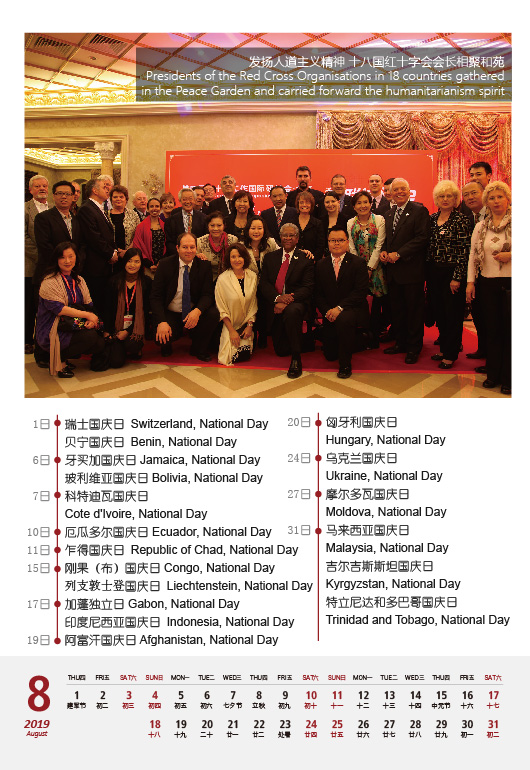 发扬人道主义精神 十八国红十字会会长相聚和苑
Presidents of the Red Cross Organisations in 18 countries gathered
in the Peace Garden and carried forward the humanitarianism spirit
1日 瑞士国庆日 Switzerland, National Day
贝宁国庆日 Benin, National Day
6日 牙买加国庆日 Jamaica, National Day
玻利维亚国庆日 Bolivia, National Day
7日 科特迪瓦国庆日
Cote d'Ivoire, National Day
10日 厄瓜多尔国庆日 Ecuador, National Day
11日 乍得国庆日 Republic of Chad, National Day
15日 刚果（布）国庆日 Congo, National Day
列支敦士登国庆日 Liechtenstein, National Day
17日 加蓬独立日 Gabon, National Day
印度尼西亚国庆日 Indonesia, National Day
19日 阿富汗国庆日 Afghanistan, National Day
20日 匈牙利国庆日
Hungary, National Day
24日 乌克兰国庆日
Ukraine, National Day
27日 摩尔多瓦国庆日
Moldova, National Day
31日 马来西亚国庆日
Malaysia, National Day
吉尔吉斯斯坦国庆日
Kyrgyzstan, National Day
特立尼达和多巴哥国庆日
Trinidad and Tobago, National Day
8
2019
August
THU四 FRI五 SAT六 SUN日 MON一 TUE二 WED三 THU四 FRI五 SAT六 SUN日 MON一 TUE二 WED三 THU四 FRI五 SAT六
1 2 3 4 5 6 7 8 9 10 11 12 13 14 15 16 17
建军节 初二 初三 初四 初五 初六 七夕节 立秋 初九 初十 十一 十二 十三 十四 中元节 十六 十七
18 19 20 21 22 23 24 25 26 27 28 29 30 31
十八 十九 二十 廿一 廿二 处暑 廿四 廿五 廿六 廿七 廿八 廿九 初一 初二